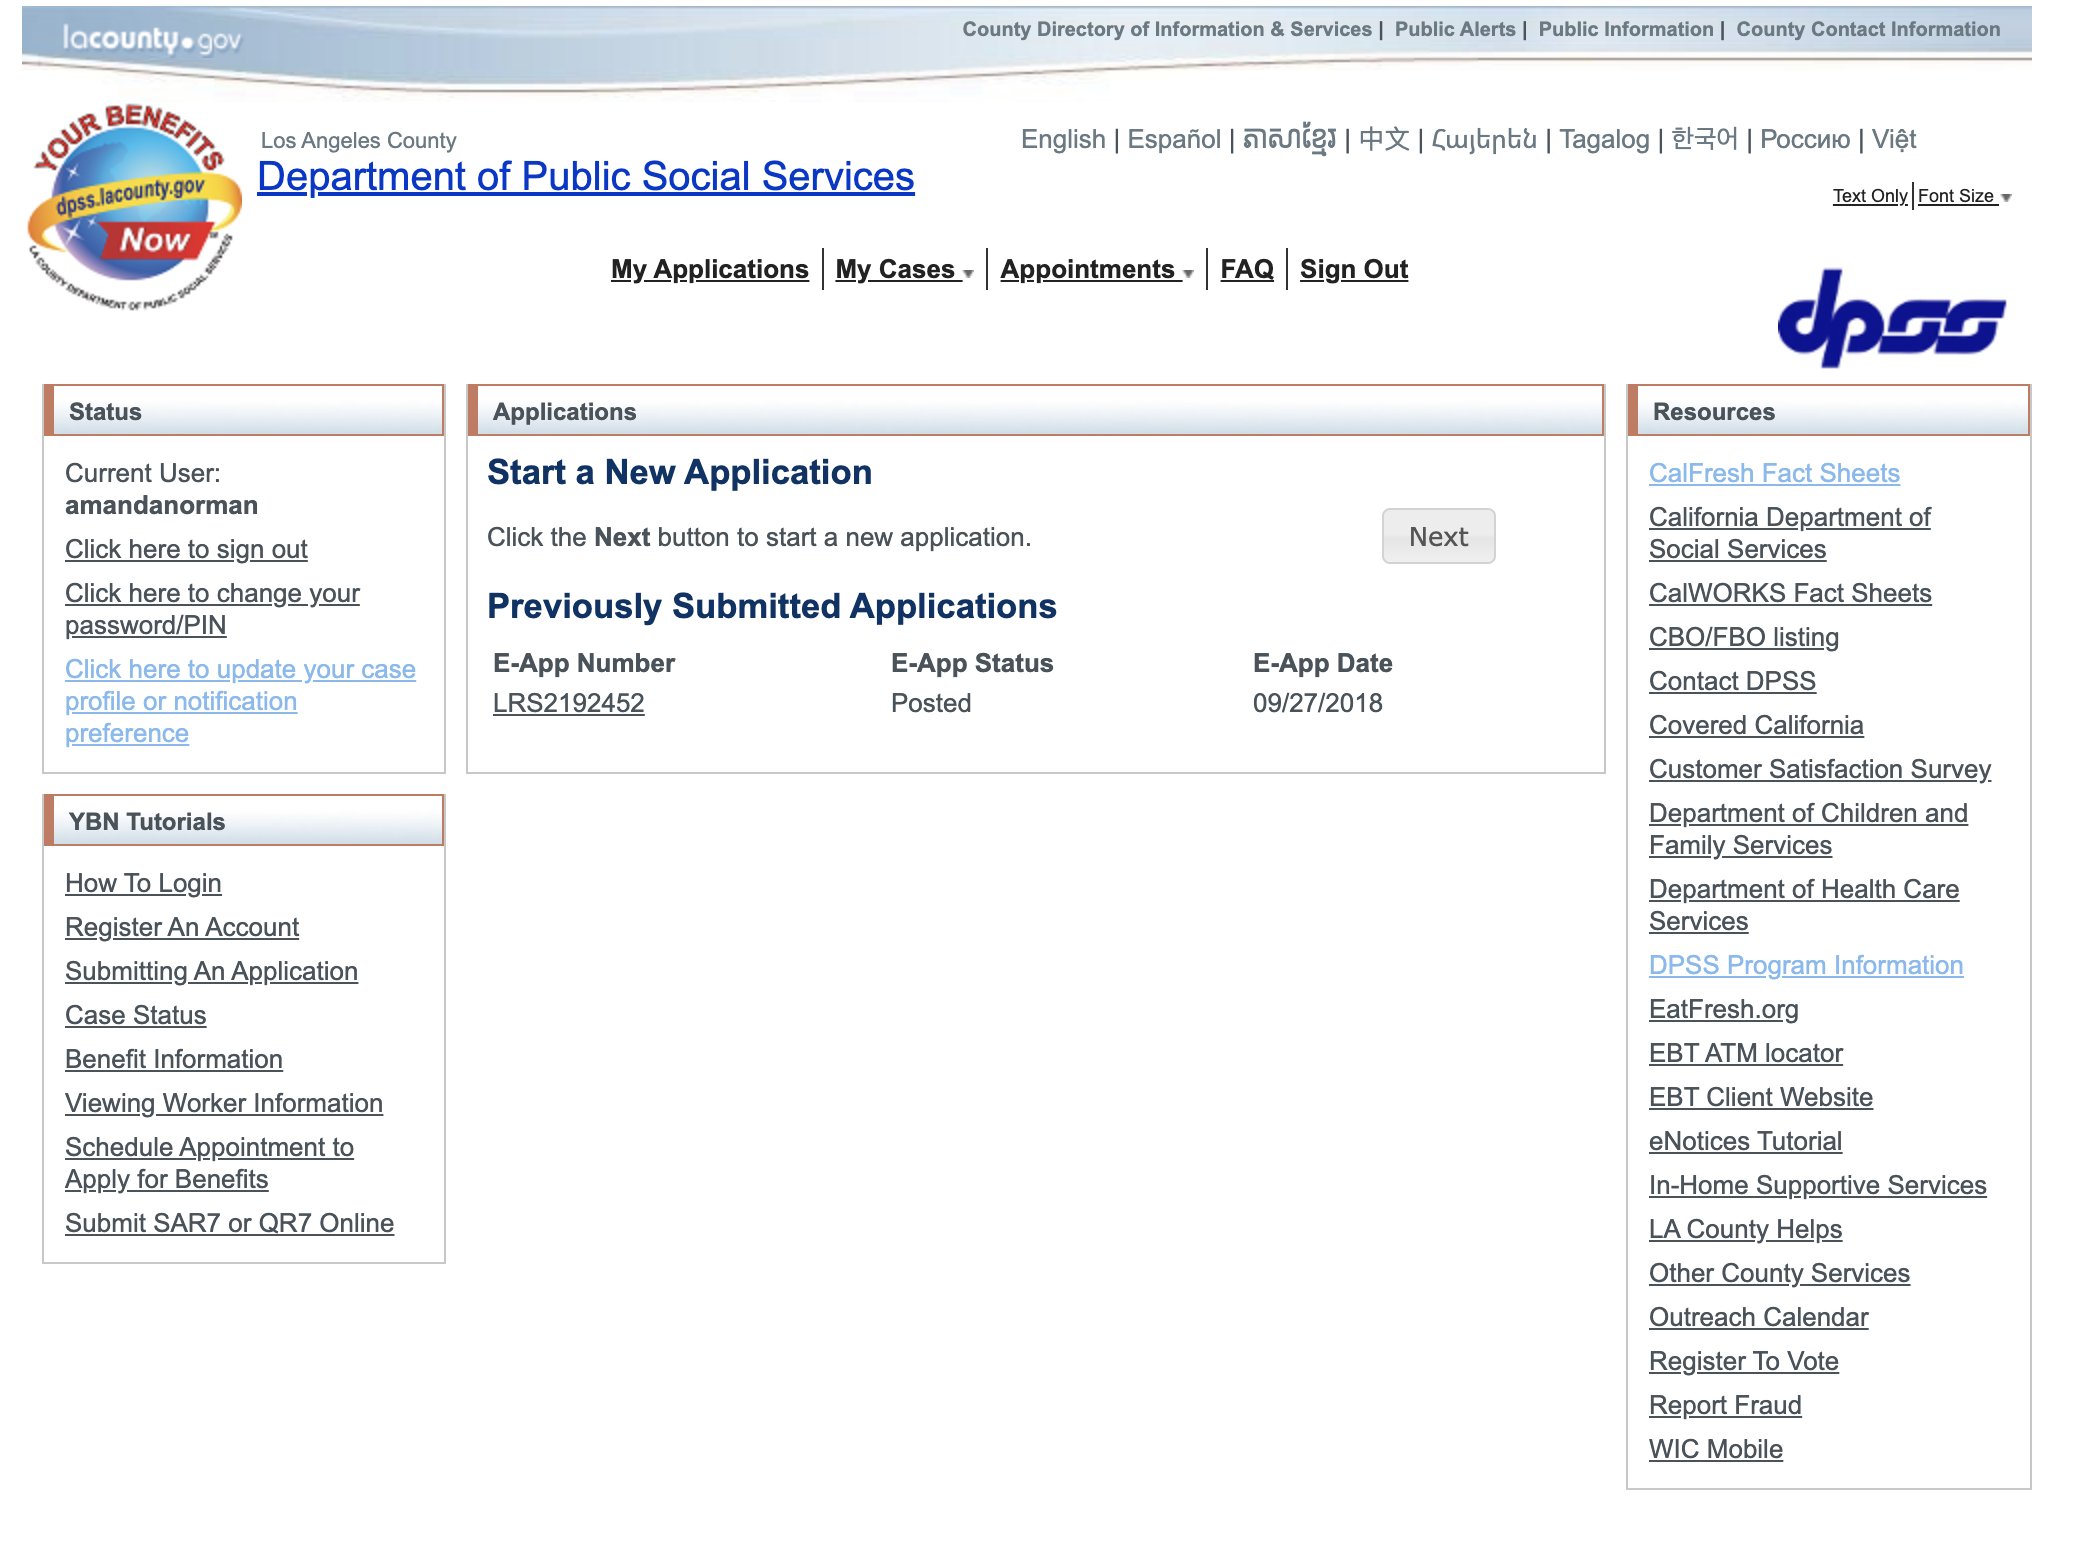 lacounty.gov
County Directory of Information & Services | Public Alerts | Public Information | County Contact Information
YOUR BENEFITS
dpss.lacounty.gov
Now
LA COUNTY DEPARTMENT OF PUBLIC SOCIAL SERVICES
Los Angeles County
Department of Public Social Services
English | Español | ភាសាខ្មែរ | 中文 | Հայերեն | Tagalog | 한국어 | Россию | Việt
Text Only | Font Size
My Applications | My Cases | Appointments | FAQ | Sign Out
dpss
Status
Current User:
amandanorman
Click here to sign out
Click here to change your
password/PIN
Click here to update your case
profile or notification
preference
YBN Tutorials
How To Login
Register An Account
Submitting An Application
Case Status
Benefit Information
Viewing Worker Information
Schedule Appointment to
Apply for Benefits
Submit SAR7 or QR7 Online
Applications
Start a New Application
Click the Next button to start a new application.
Next
Previously Submitted Applications
E-App Number E-App Status E-App Date
LRS2192452 Posted 09/27/2018
Resources
CalFresh Fact Sheets
California Department of
Social Services
CalWORKS Fact Sheets
CBO/FBO listing
Contact DPSS
Covered California
Customer Satisfaction Survey
Department of Children and
Family Services
Department of Health Care
Services
DPSS Program Information
EatFresh.org
EBT ATM locator
EBT Client Website
eNotices Tutorial
In-Home Supportive Services
LA County Helps
Other County Services
Outreach Calendar
Register To Vote
Report Fraud
WIC Mobile